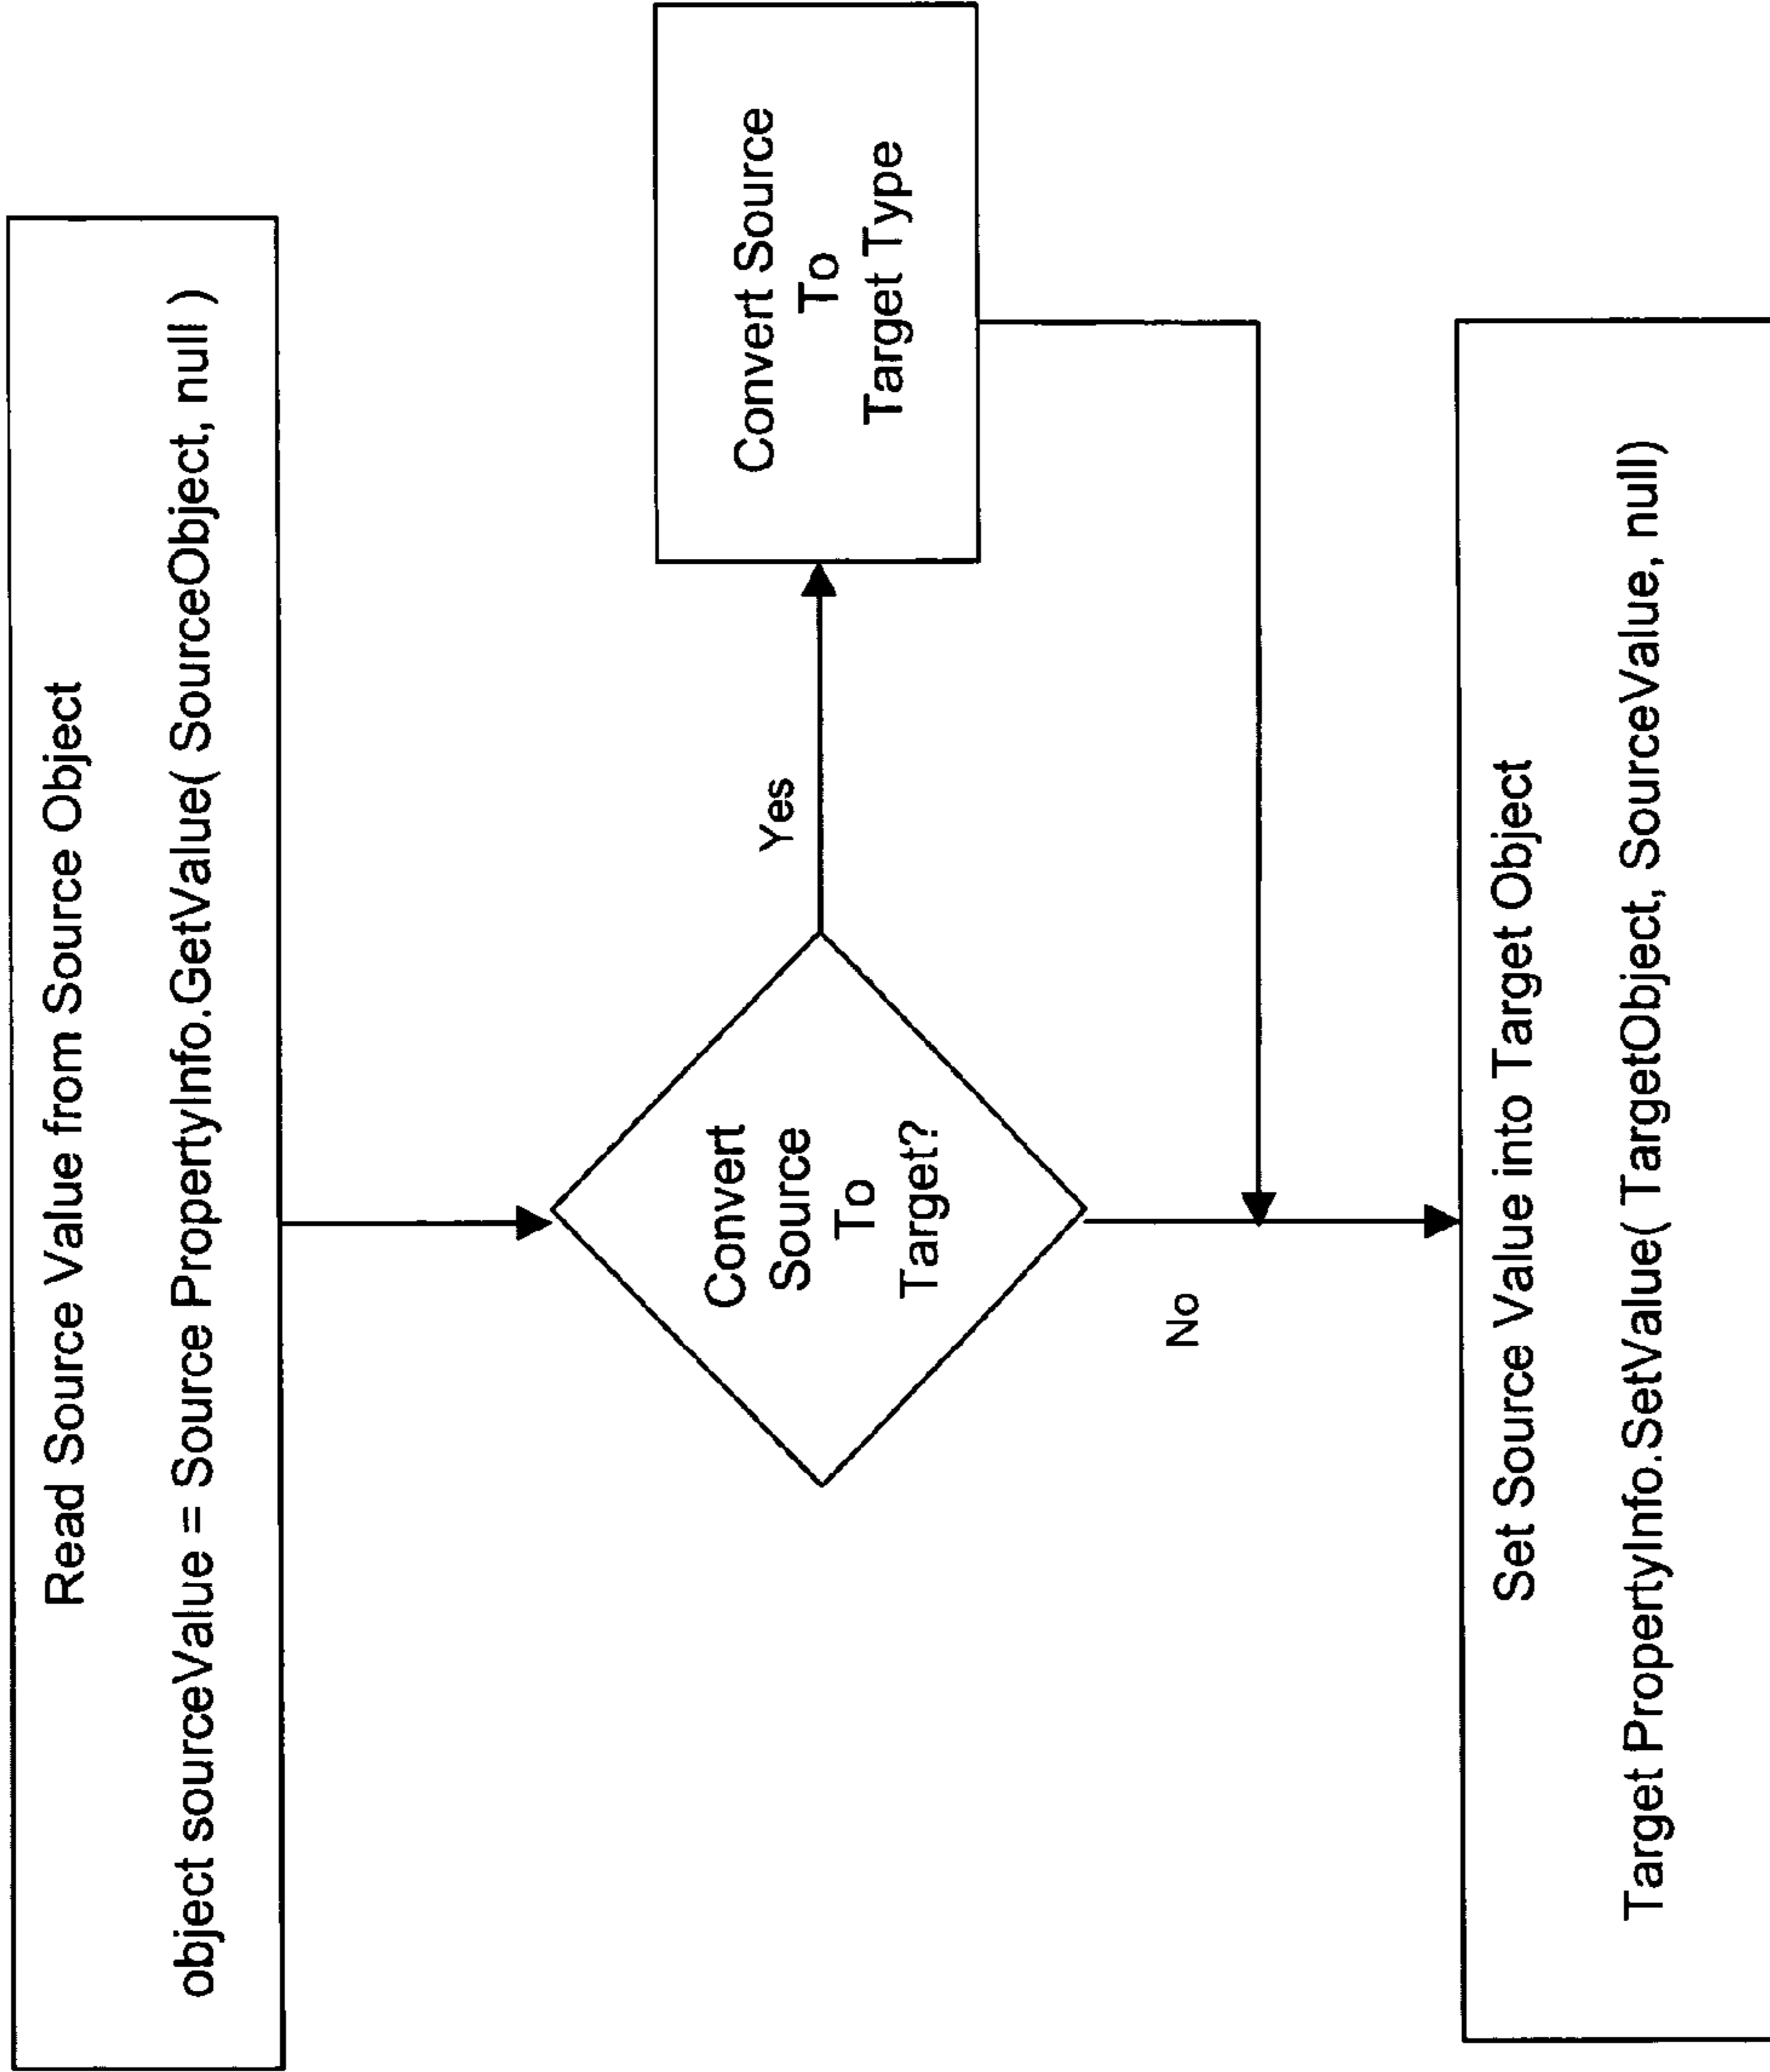 Read Source Value from Source Object
object sourceValue = Source PropertyInfo.GetValue( SourceObject, null )
Convert
Source
To
Target?
Yes
Convert Source
To
Target Type
No
Set Source Value into Target Object
Target PropertyInfo.SetValue( TargetObject, SourceValue, null)